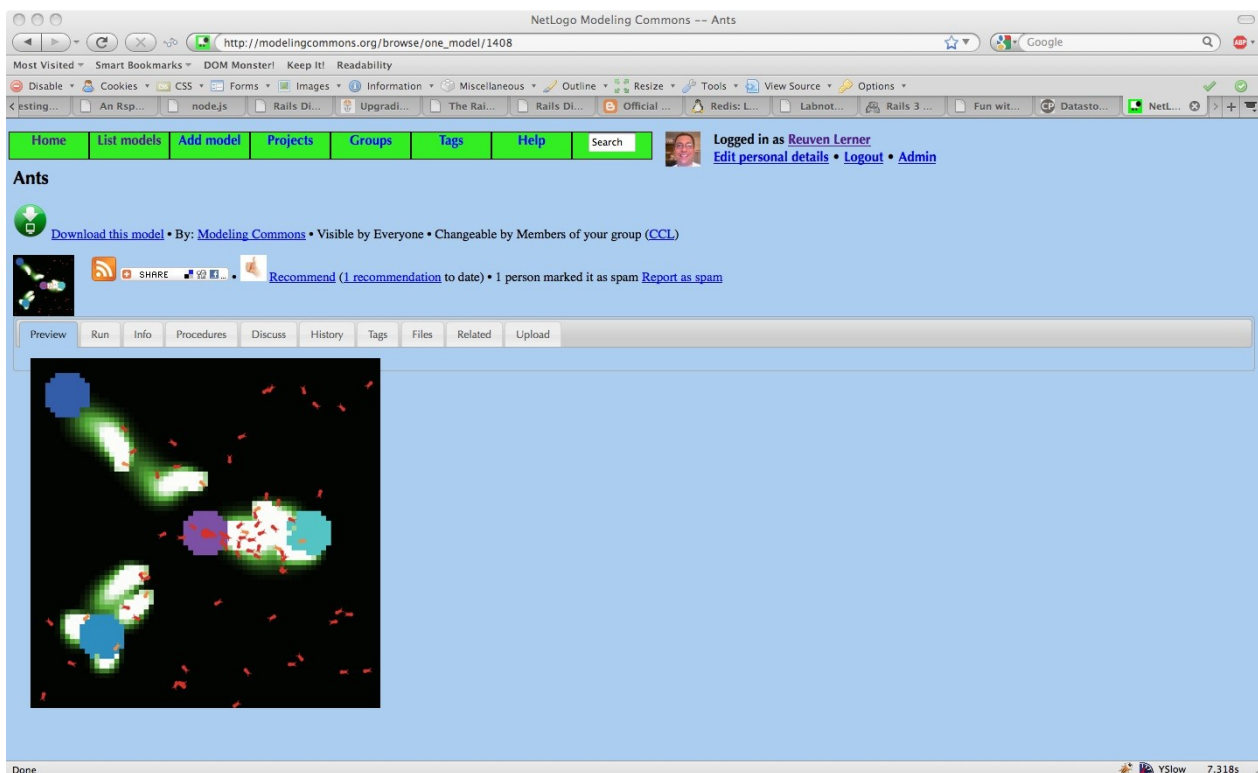 NetLogo Modeling Commons -- Ants
http://modelingcommons.org/browse/one_model/1408
Google
ABP
Most Visited Smart Bookmarks DOM Monster! Keep It! Readability
Disable Cookies CSS Forms Images Information Miscellaneous Outline Resize Tools View Source Options
esting... An Rsp... node.js Rails Di... Upgradi... The Rai... Rails Di... Official ... Redis: L... Labnot... Rails 3 ... Fun wit... CP Datasto... NetL...
Home List models Add model Projects Groups Tags Help Search
Logged in as Reuven Lerner
Edit personal details • Logout • Admin
Ants
Download this model • By: Modeling Commons • Visible by Everyone • Changeable by Members of your group (CCL)
SHARE ... • Recommend (1 recommendation to date) • 1 person marked it as spam Report as spam
Preview Run Info Procedures Discuss History Tags Files Related Upload
Done YSlow 7.318s